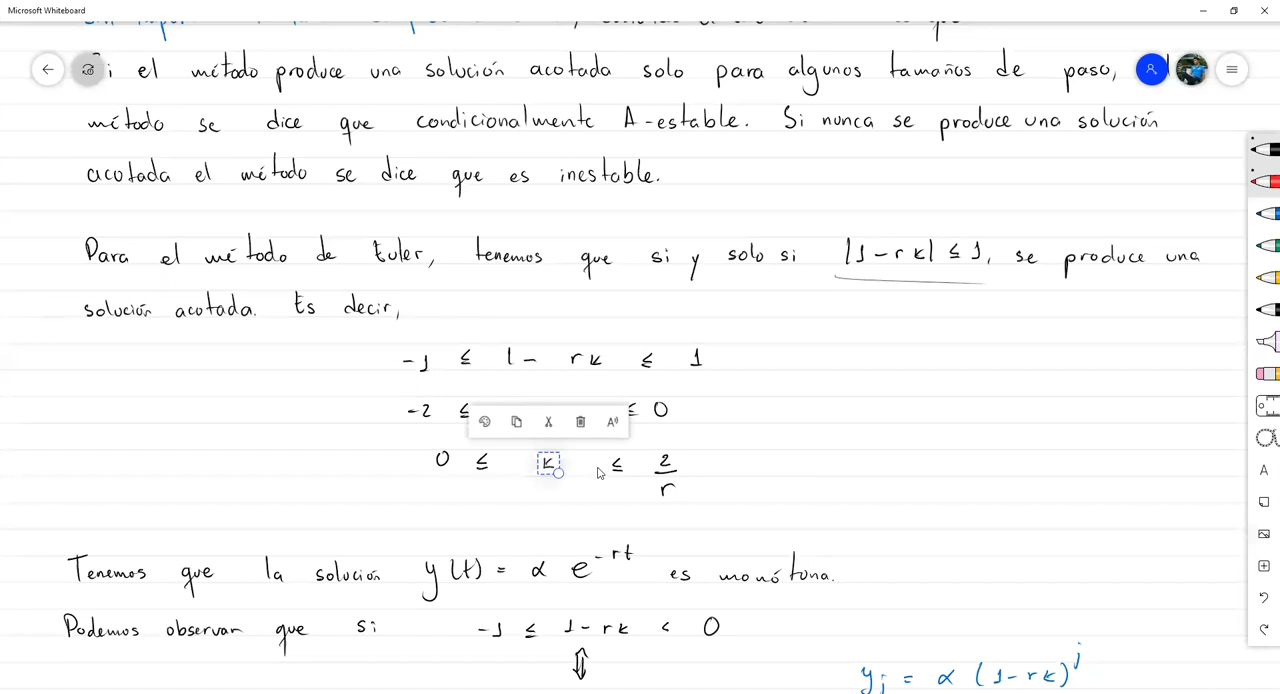 Microsoft Whiteboard
i el método produce una solución acotada solo para algunos tamaños de paso,
método se dice que condicionalmente A-estable. Si nunca se produce una solución
acotada el método se dice que es inestable.
Para el método de Euler, tenemos que si y solo si |1 - rk| ≤ 1, se produce una
solución acotada. Es decir,
-1 ≤ 1 - rk ≤ 1
-2 ≤ ≤ 0
0 ≤ k ≤ 2/r
Tenemos que la solución y(t) = α e^{-rt} es monótona.
Podemos observar que si -1 ≤ 1 - rk < 0
⇕
y_j = α (1 - rk)^j